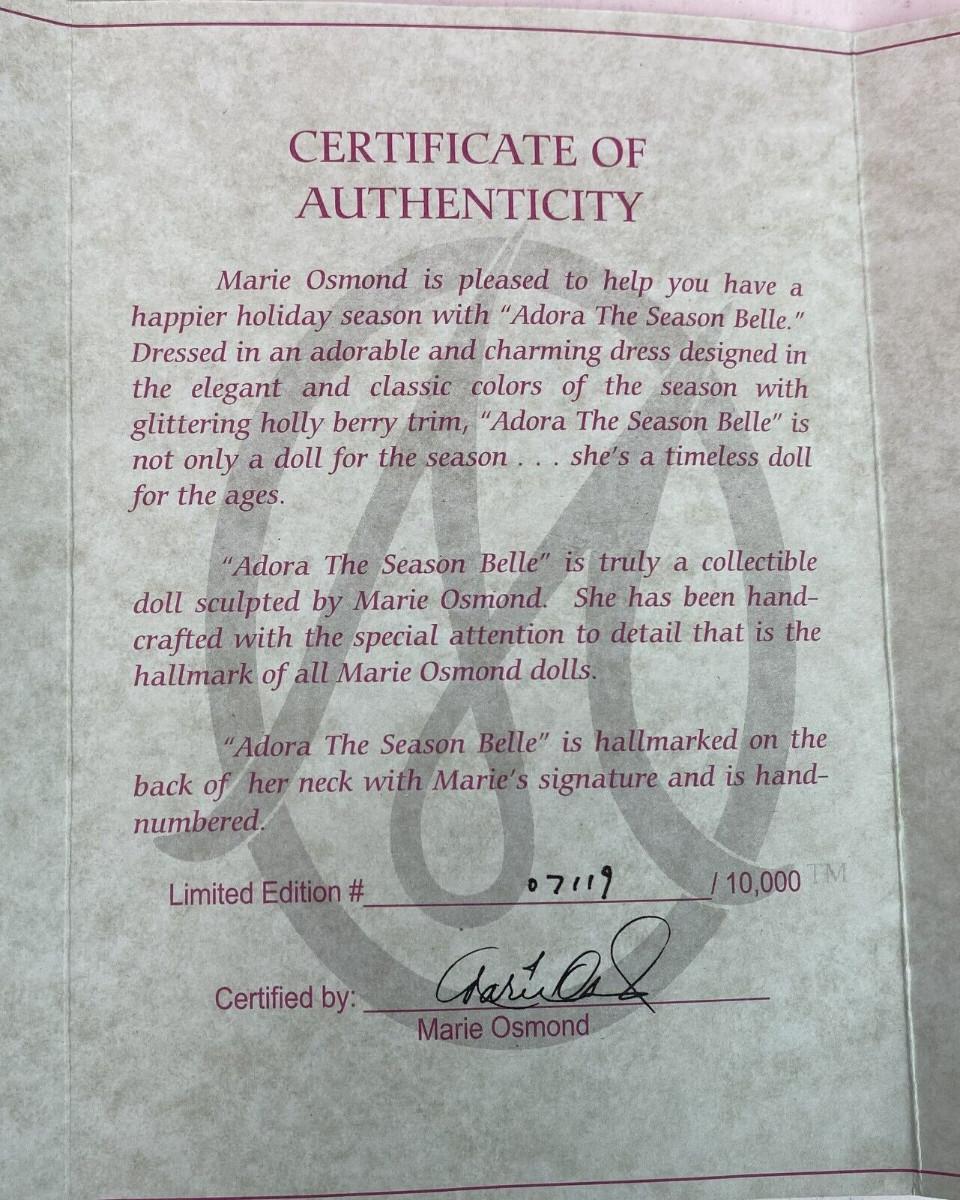 CERTIFICATE OF
AUTHENTICITY
Marie Osmond is pleased to help you have a
happier holiday season with “Adora The Season Belle.”
Dressed in an adorable and charming dress designed in
the elegant and classic colors of the season with
glittering holly berry trim, “Adora The Season Belle” is
not only a doll for the season . . . she's a timeless doll
for the ages.
“Adora The Season Belle” is truly a collectible
doll sculpted by Marie Osmond. She has been hand-
crafted with the special attention to detail that is the
hallmark of all Marie Osmond dolls.
“Adora The Season Belle” is hallmarked on the
back of her neck with Marie's signature and is hand-
numbered.
Limited Edition # 07119 / 10,000 TM
Certified by: Marie Osmond
Marie Osmond